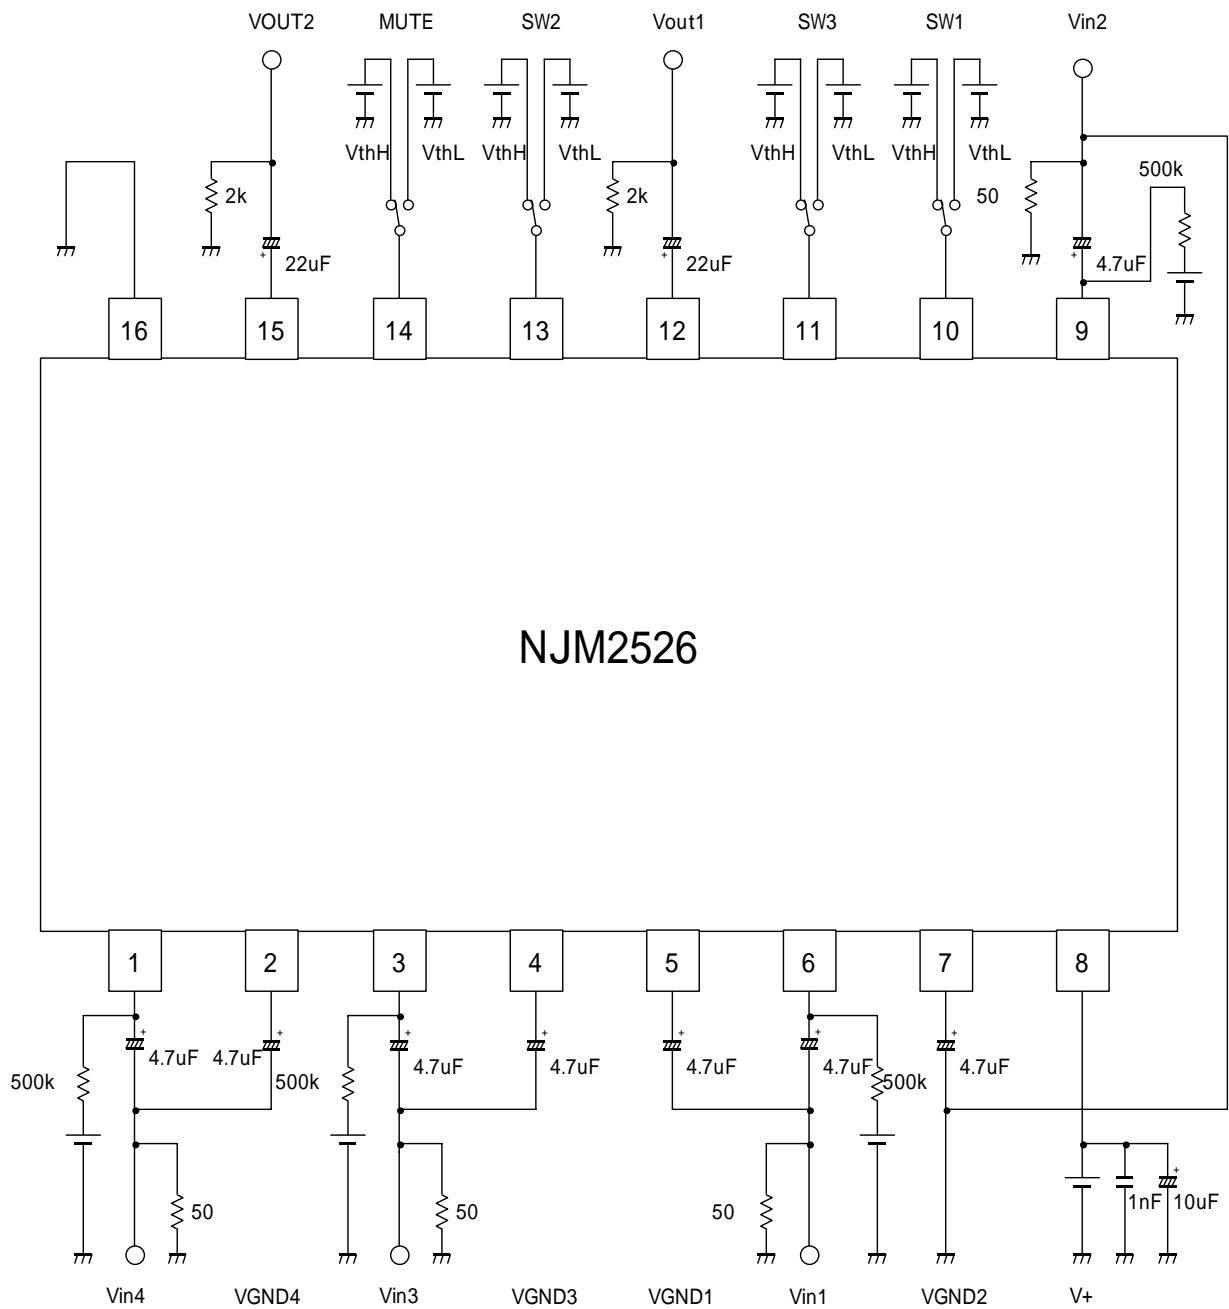 VOUT2 MUTE SW2 Vout1 SW3 SW1 Vin2
VthH VthL VthH VthL VthH VthL VthH VthL 500k
2k 2k 50
+ 22uF + 22uF + 4.7uF
16 15 14 13 12 11 10 9
NJM2526
1 2 3 4 5 6 7 8
+ + + + + + +
4.7uF 4.7uF 4.7uF 4.7uF 4.7uF 4.7uF 4.7uF
500k 500k 500k
+
1nF 10uF
50 50 50
Vin4 VGND4 Vin3 VGND3 VGND1 Vin1 VGND2 V+